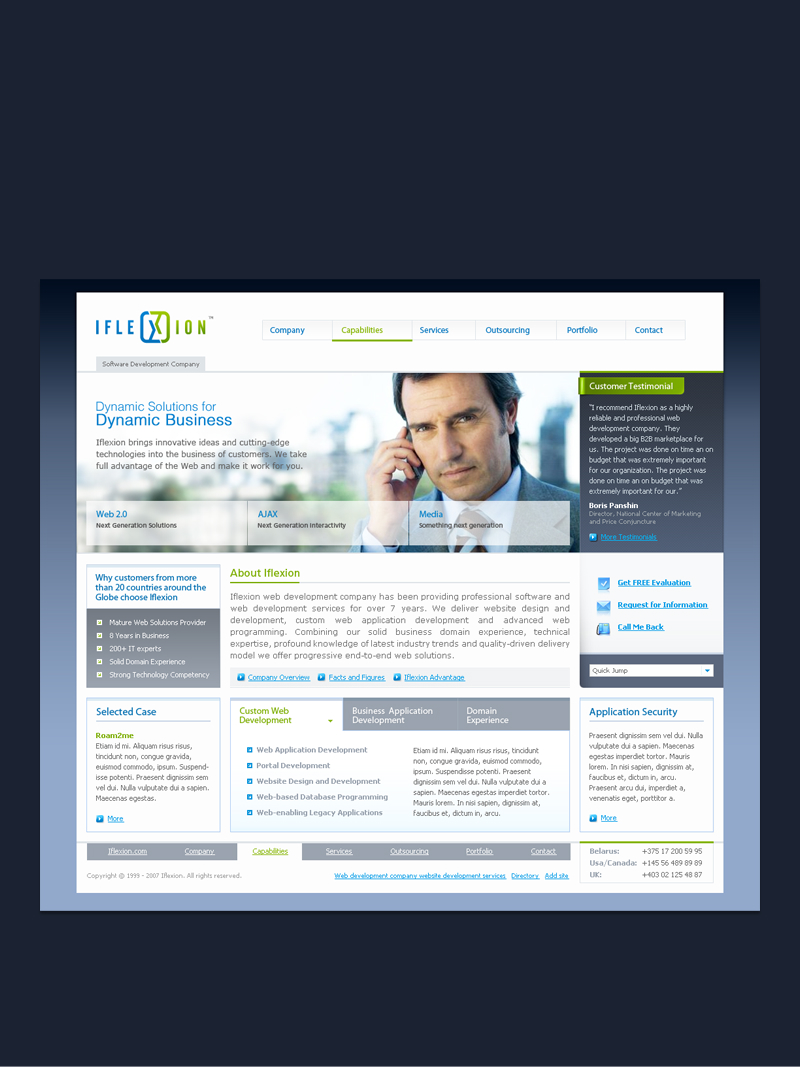 IFLEXION™
Company
Capabilities
Services
Outsourcing
Portfolio
Contact
Software Development Company
Dynamic Solutions for
Dynamic Business
Iflexion brings innovative ideas and cutting-edge
technologies into the business of customers. We take
full advantage of the Web and make it work for you.
Web 2.0
Next Generation Solutions
AJAX
Next Generation Interactivity
Media
Something next generation
Customer Testimonial
"I recommend Iflexion as a highly
reliable and professional web
development company. They
developed a big B2B marketplace for
us. The project was done on time an on
budget that was extremely important
for our organization. The project was
done on time an on budget that was
extremely important for our."
Boris Panshin
Director, National Center of Marketing
and Price Conjuncture
More Testimonials
Why customers from more
than 20 countries around the
Globe choose Iflexion
Mature Web Solutions Provider
8 Years in Business
200+ IT experts
Solid Domain Experience
Strong Technology Competency
About Iflexion
Iflexion web development company has been providing professional software and
web development services for over 7 years. We deliver website design and
development, custom web application development and advanced web
programming. Combining our solid business domain experience, technical
expertise, profound knowledge of latest industry trends and quality-driven delivery
model we offer progressive end-to-end web solutions.
Company Overview
Facts and Figures
Iflexion Advantage
Get FREE Evaluation
Request for Information
Call Me Back
Quick Jump
Selected Case
Roam2me
Etiam id mi. Aliquam risus risus,
tincidunt non, congue gravida,
euismod commodo, ipsum. Suspend-
isse potenti. Praesent dignissim sem
vel dui. Nulla vulputate dui a sapien.
Maecenas egestas.
More
Custom Web
Development
Business Application
Development
Domain
Experience
Web Application Development
Portal Development
Website Design and Development
Web-based Database Programming
Web-enabling Legacy Applications
Etiam id mi. Aliquam risus risus, tincidunt
non, congue gravida, euismod commodo,
ipsum. Suspendisse potenti. Praesent
dignissim sem vel dui. Nulla vulputate dui a
sapien. Maecenas egestas imperdiet tortor.
Mauris lorem. In nisi sapien, dignissim at,
faucibus et, dictum in, arcu.
Application Security
Praesent dignissim sem vel dui. Nulla
vulputate dui a sapien. Maecenas
egestas imperdiet tortor. Mauris
lorem. In nisi sapien, dignissim at,
faucibus et, dictum in, arcu.
Praesent arcu dui, imperdiet a,
venenatis eget, porttitor a.
More
Iflexion.com
Company
Capabilities
Services
Outsourcing
Portfolio
Contact
Belarus: +375 17 200 59 95
Usa/Canada: +145 56 489 89 89
UK: +403 02 125 48 87
Copyright @ 1999 - 2007 Iflexion. All rights reserved.
Web development company website development services
Directory
Add site